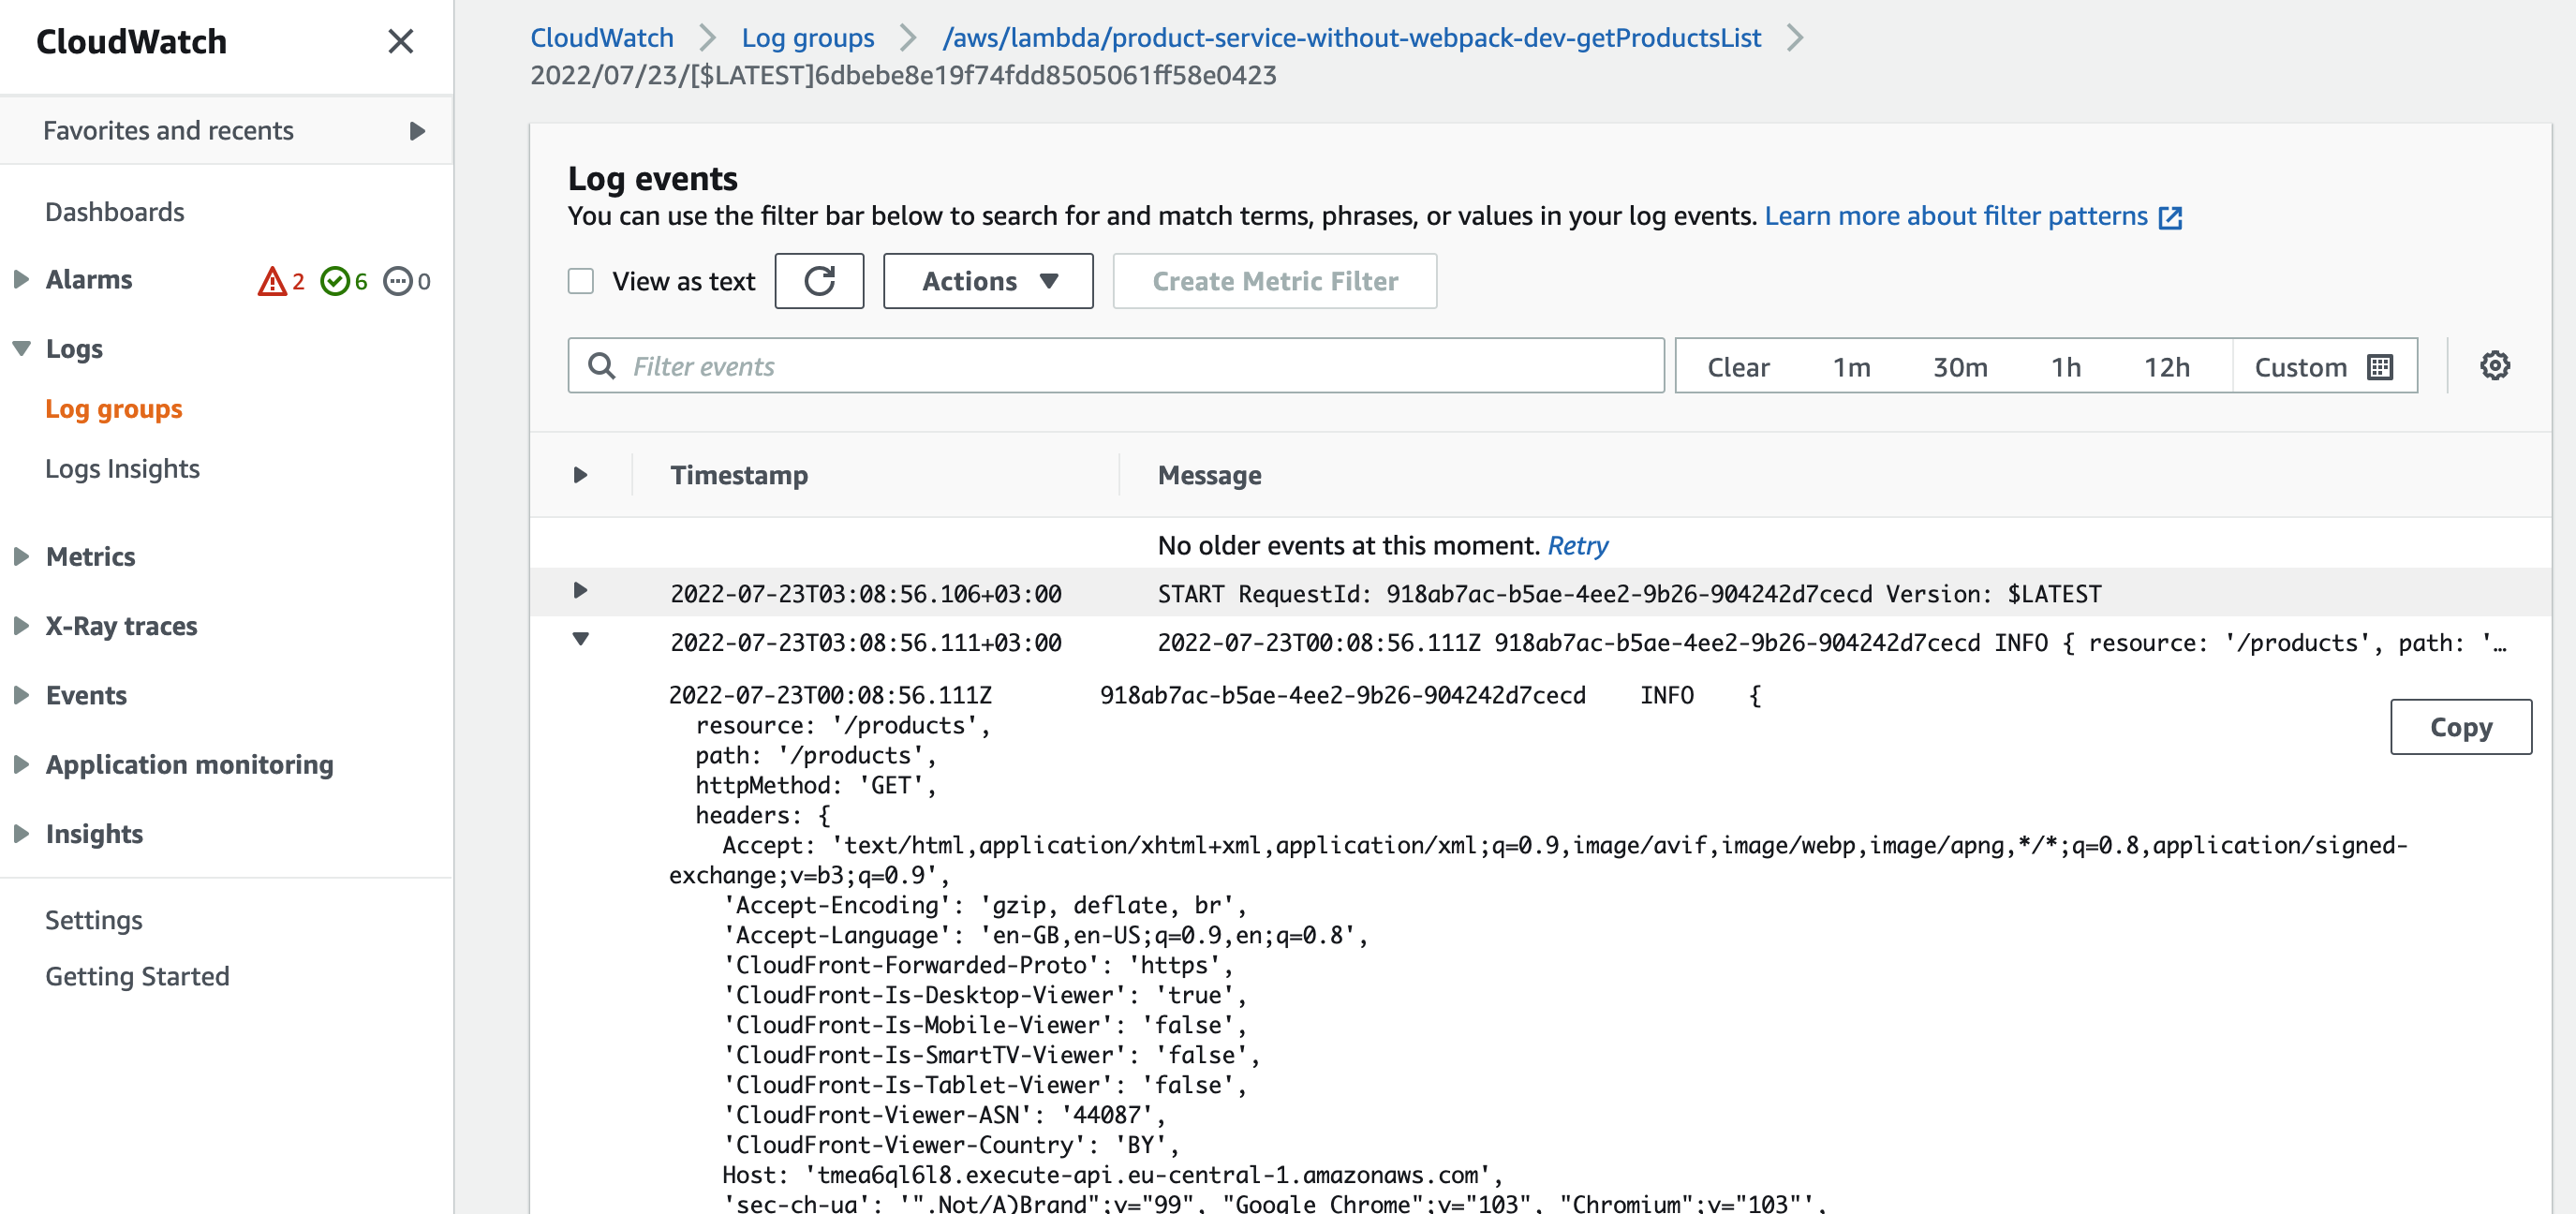 CloudWatch
Favorites and recents
Dashboards
Alarms 2 6 0
Logs
Log groups
Logs Insights
Metrics
X-Ray traces
Events
Application monitoring
Insights
Settings
Getting Started
CloudWatch Log groups /aws/lambda/product-service-without-webpack-dev-getProductsList
2022/07/23/[$LATEST]6dbebe8e19f74fdd8505061ff58e0423
Log events
You can use the filter bar below to search for and match terms, phrases, or values in your log events. Learn more about filter patterns
View as text Actions Create Metric Filter
Filter events Clear 1m 30m 1h 12h Custom
Timestamp Message
No older events at this moment. Retry
2022-07-23T03:08:56.106+03:00 START RequestId: 918ab7ac-b5ae-4ee2-9b26-904242d7cecd Version: $LATEST
2022-07-23T03:08:56.111+03:00 2022-07-23T00:08:56.111Z 918ab7ac-b5ae-4ee2-9b26-904242d7cecd INFO { resource: '/products', path: '…
2022-07-23T00:08:56.111Z 918ab7ac-b5ae-4ee2-9b26-904242d7cecd INFO {
resource: '/products',
Copy
path: '/products',
httpMethod: 'GET',
headers: {
Accept: 'text/html,application/xhtml+xml,application/xml;q=0.9,image/avif,image/webp,image/apng,*/*;q=0.8,application/signed-
exchange;v=b3;q=0.9',
'Accept-Encoding': 'gzip, deflate, br',
'Accept-Language': 'en-GB,en-US;q=0.9,en;q=0.8',
'CloudFront-Forwarded-Proto': 'https',
'CloudFront-Is-Desktop-Viewer': 'true',
'CloudFront-Is-Mobile-Viewer': 'false',
'CloudFront-Is-SmartTV-Viewer': 'false',
'CloudFront-Is-Tablet-Viewer': 'false',
'CloudFront-Viewer-ASN': '44087',
'CloudFront-Viewer-Country': 'BY',
Host: 'tmea6ql6l8.execute-api.eu-central-1.amazonaws.com',
'sec-ch-ua': '".Not/A)Brand";v="99", "Google Chrome";v="103", "Chromium";v="103"',